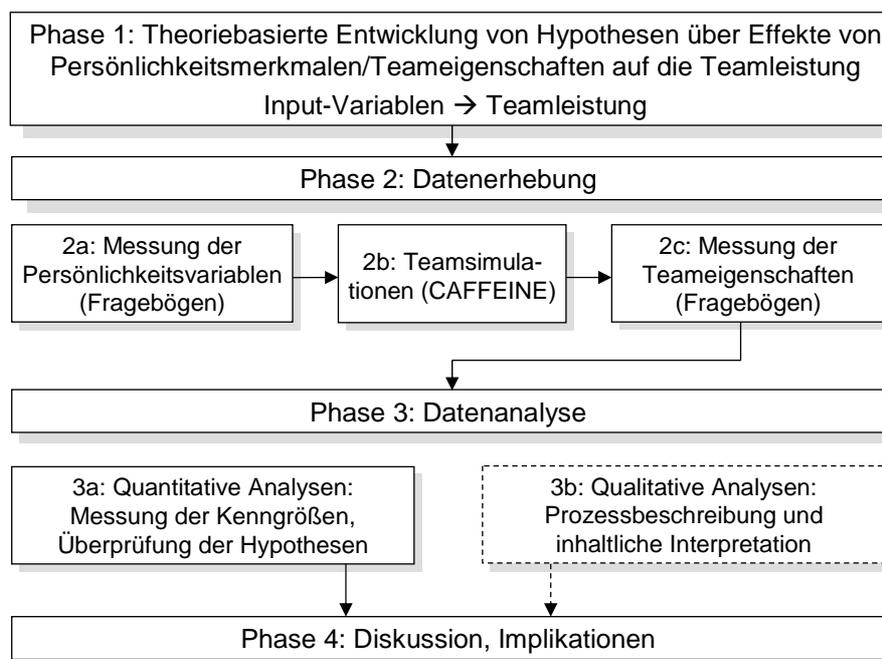 Phase 1: Theoriebasierte Entwicklung von Hypothesen über Effekte von
Persönlichkeitsmerkmalen/Teameigenschaften auf die Teamleistung
Input-Variablen → Teamleistung
Phase 2: Datenerhebung
2a: Messung der
Persönlichkeitsvariablen
(Fragebögen)
2b: Teamsimula-
tionen (CAFFEINE)
2c: Messung der
Teameigenschaften
(Fragebögen)
Phase 3: Datenanalyse
3a: Quantitative Analysen:
Messung der Kenngrößen,
Überprüfung der Hypothesen
3b: Qualitative Analysen:
Prozessbeschreibung und
inhaltliche Interpretation
Phase 4: Diskussion, Implikationen